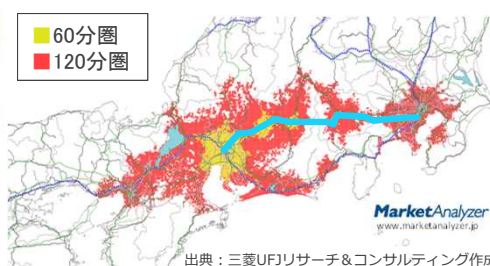 60分圏
120分圏
MarketAnalyzer
www.marketanalyzer.jp
出典：三菱UFJリサーチ＆コンサルティング作成